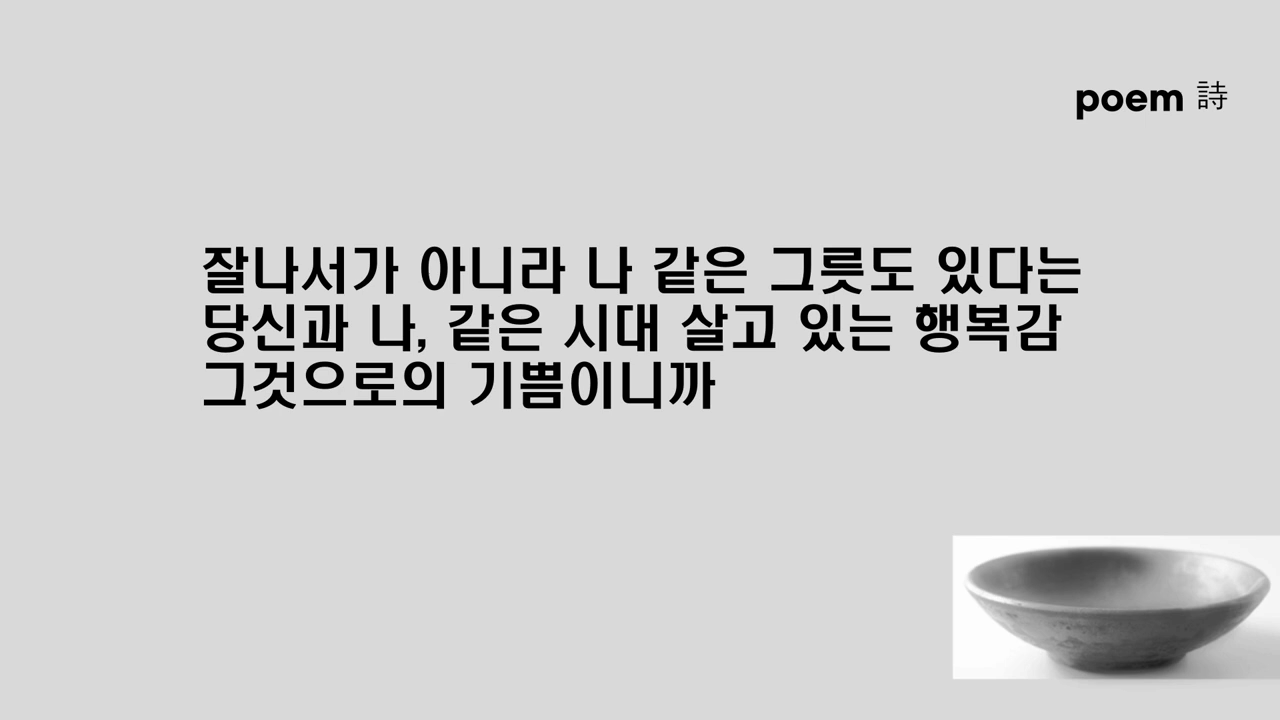 poem 詩
잘나서가 아니라 나 같은 그릇도 있다는
당신과 나, 같은 시대 살고 있는 행복감
그것으로의 기쁨이니까